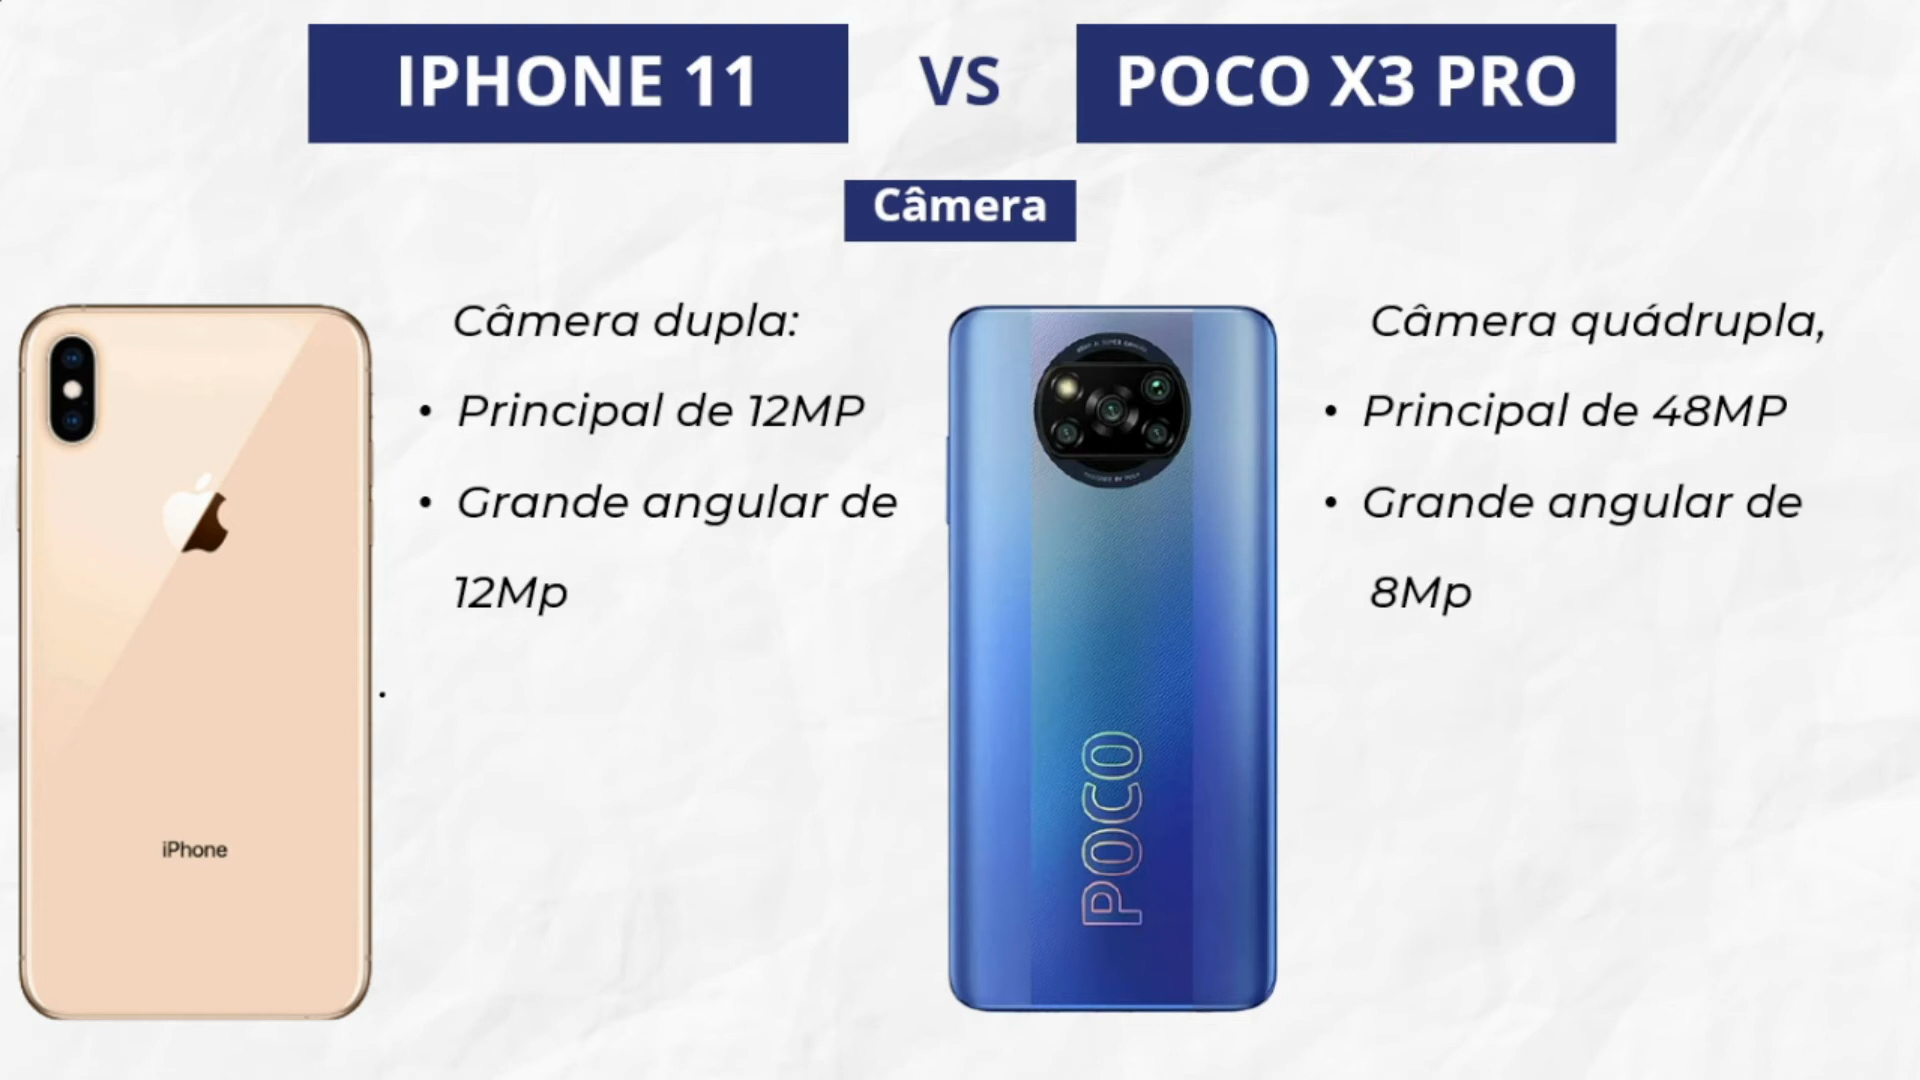 IPHONE 11
VS
POCO X3 PRO
Câmera
Câmera dupla:
• Principal de 12MP
• Grande angular de
12Mp
.
iPhone
Câmera quádrupla,
• Principal de 48MP
• Grande angular de
8Mp
POCO